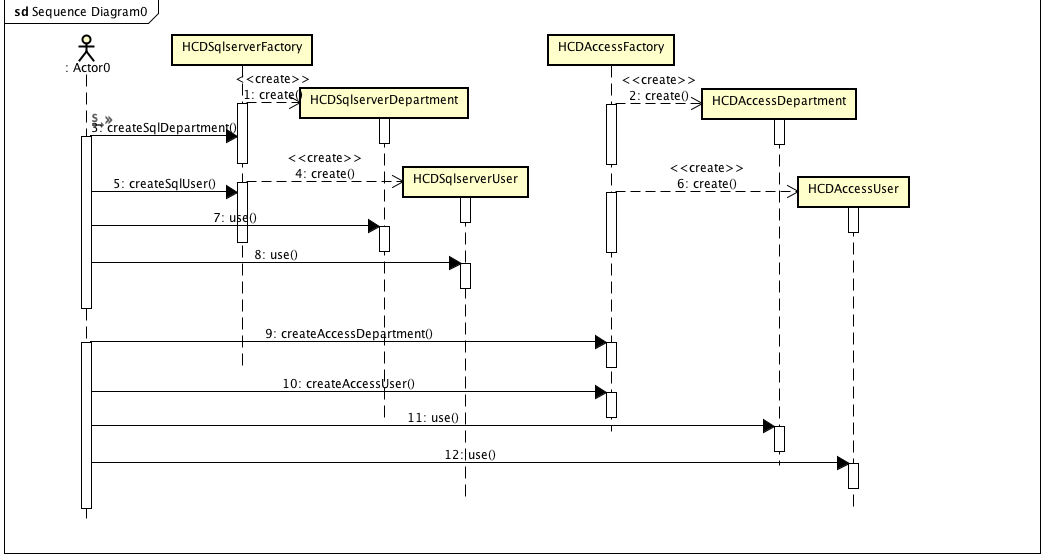 sd Sequence Diagram0
: Actor0
HCDSqlserverFactory
HCDAccessFactory
<<create>>
1: create()
HCDSqlserverDepartment
<<create>>
2: create()
HCDAccessDepartment
3: createSqlDepartment()
<<create>>
4: create()
HCDSqlserverUser
5: createSqlUser()
<<create>>
6: create()
HCDAccessUser
7: use()
8: use()
9: createAccessDepartment()
10: createAccessUser()
11: use()
12: use()